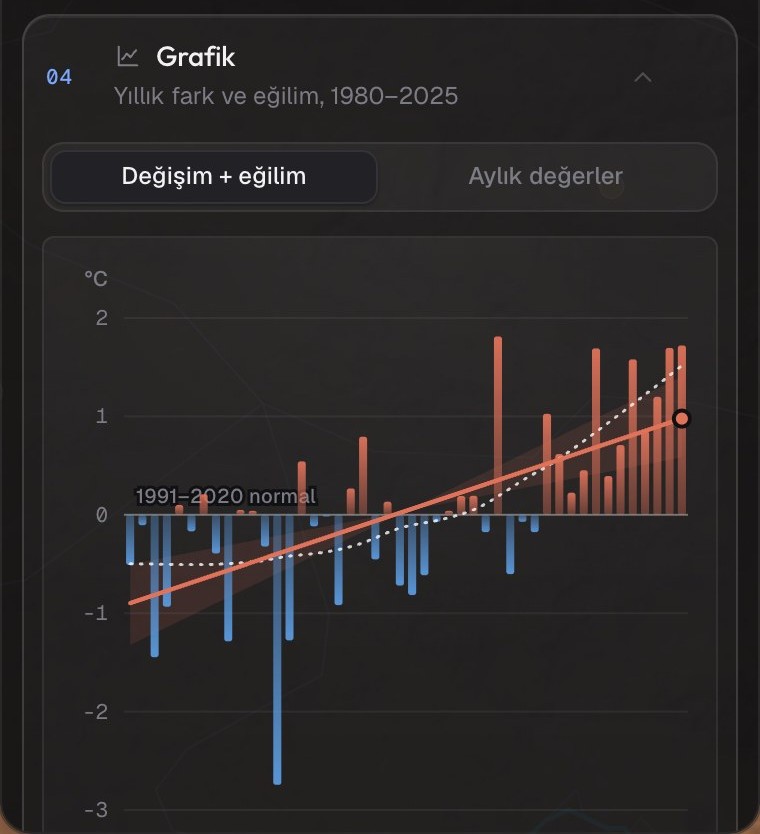 04
Grafik
Yıllık fark ve eğilim, 1980–2025
Değişim + eğilim
Aylık değerler
°C
2
1
1991–2020 normal
0
-1
-2
-3